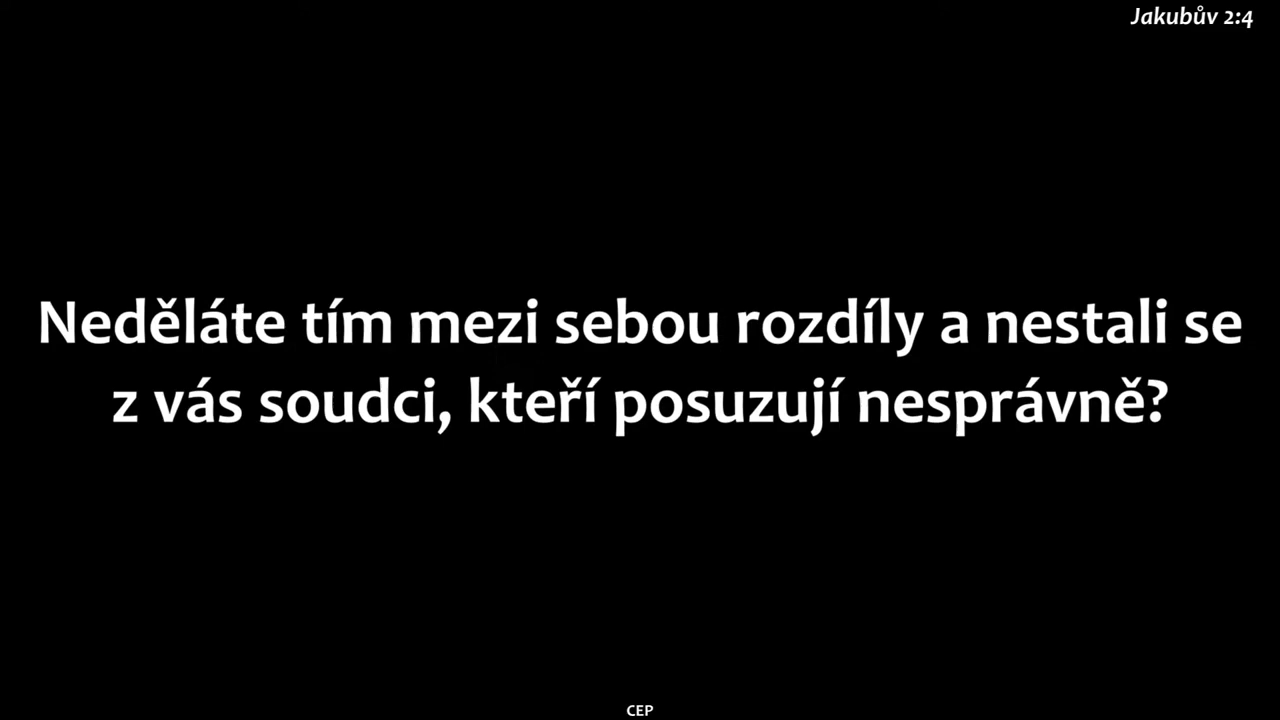 Jakubův 2:4
Neděláte tím mezi sebou rozdíly a nestali se
z vás soudci, kteří posuzují nesprávně?
CEP